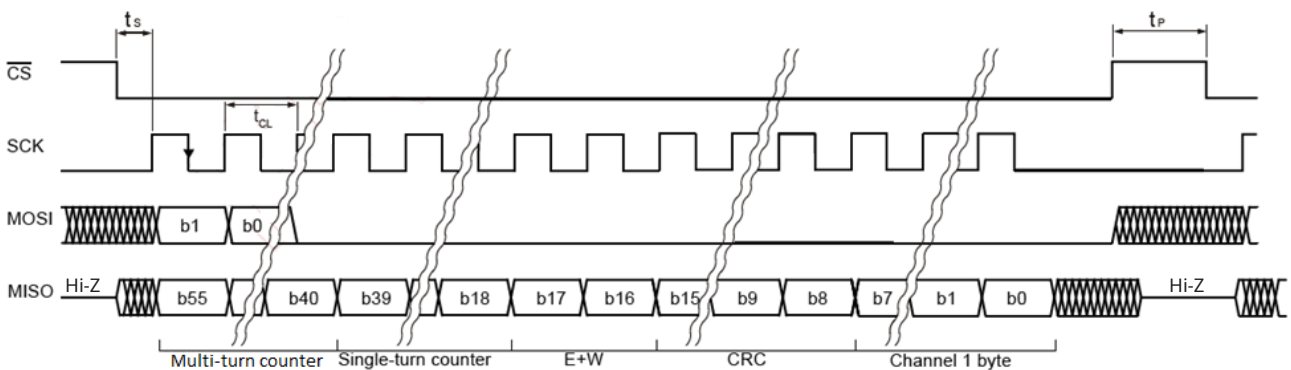 tS
tP
CS
tCL
SCK
MOSI b1 b0
MISO Hi-Z b55 b40 b39 b18 b17 b16 b15 b9 b8 b7 b1 b0 Hi-Z
Multi-turn counter Single-turn counter E+W CRC Channel 1 byte